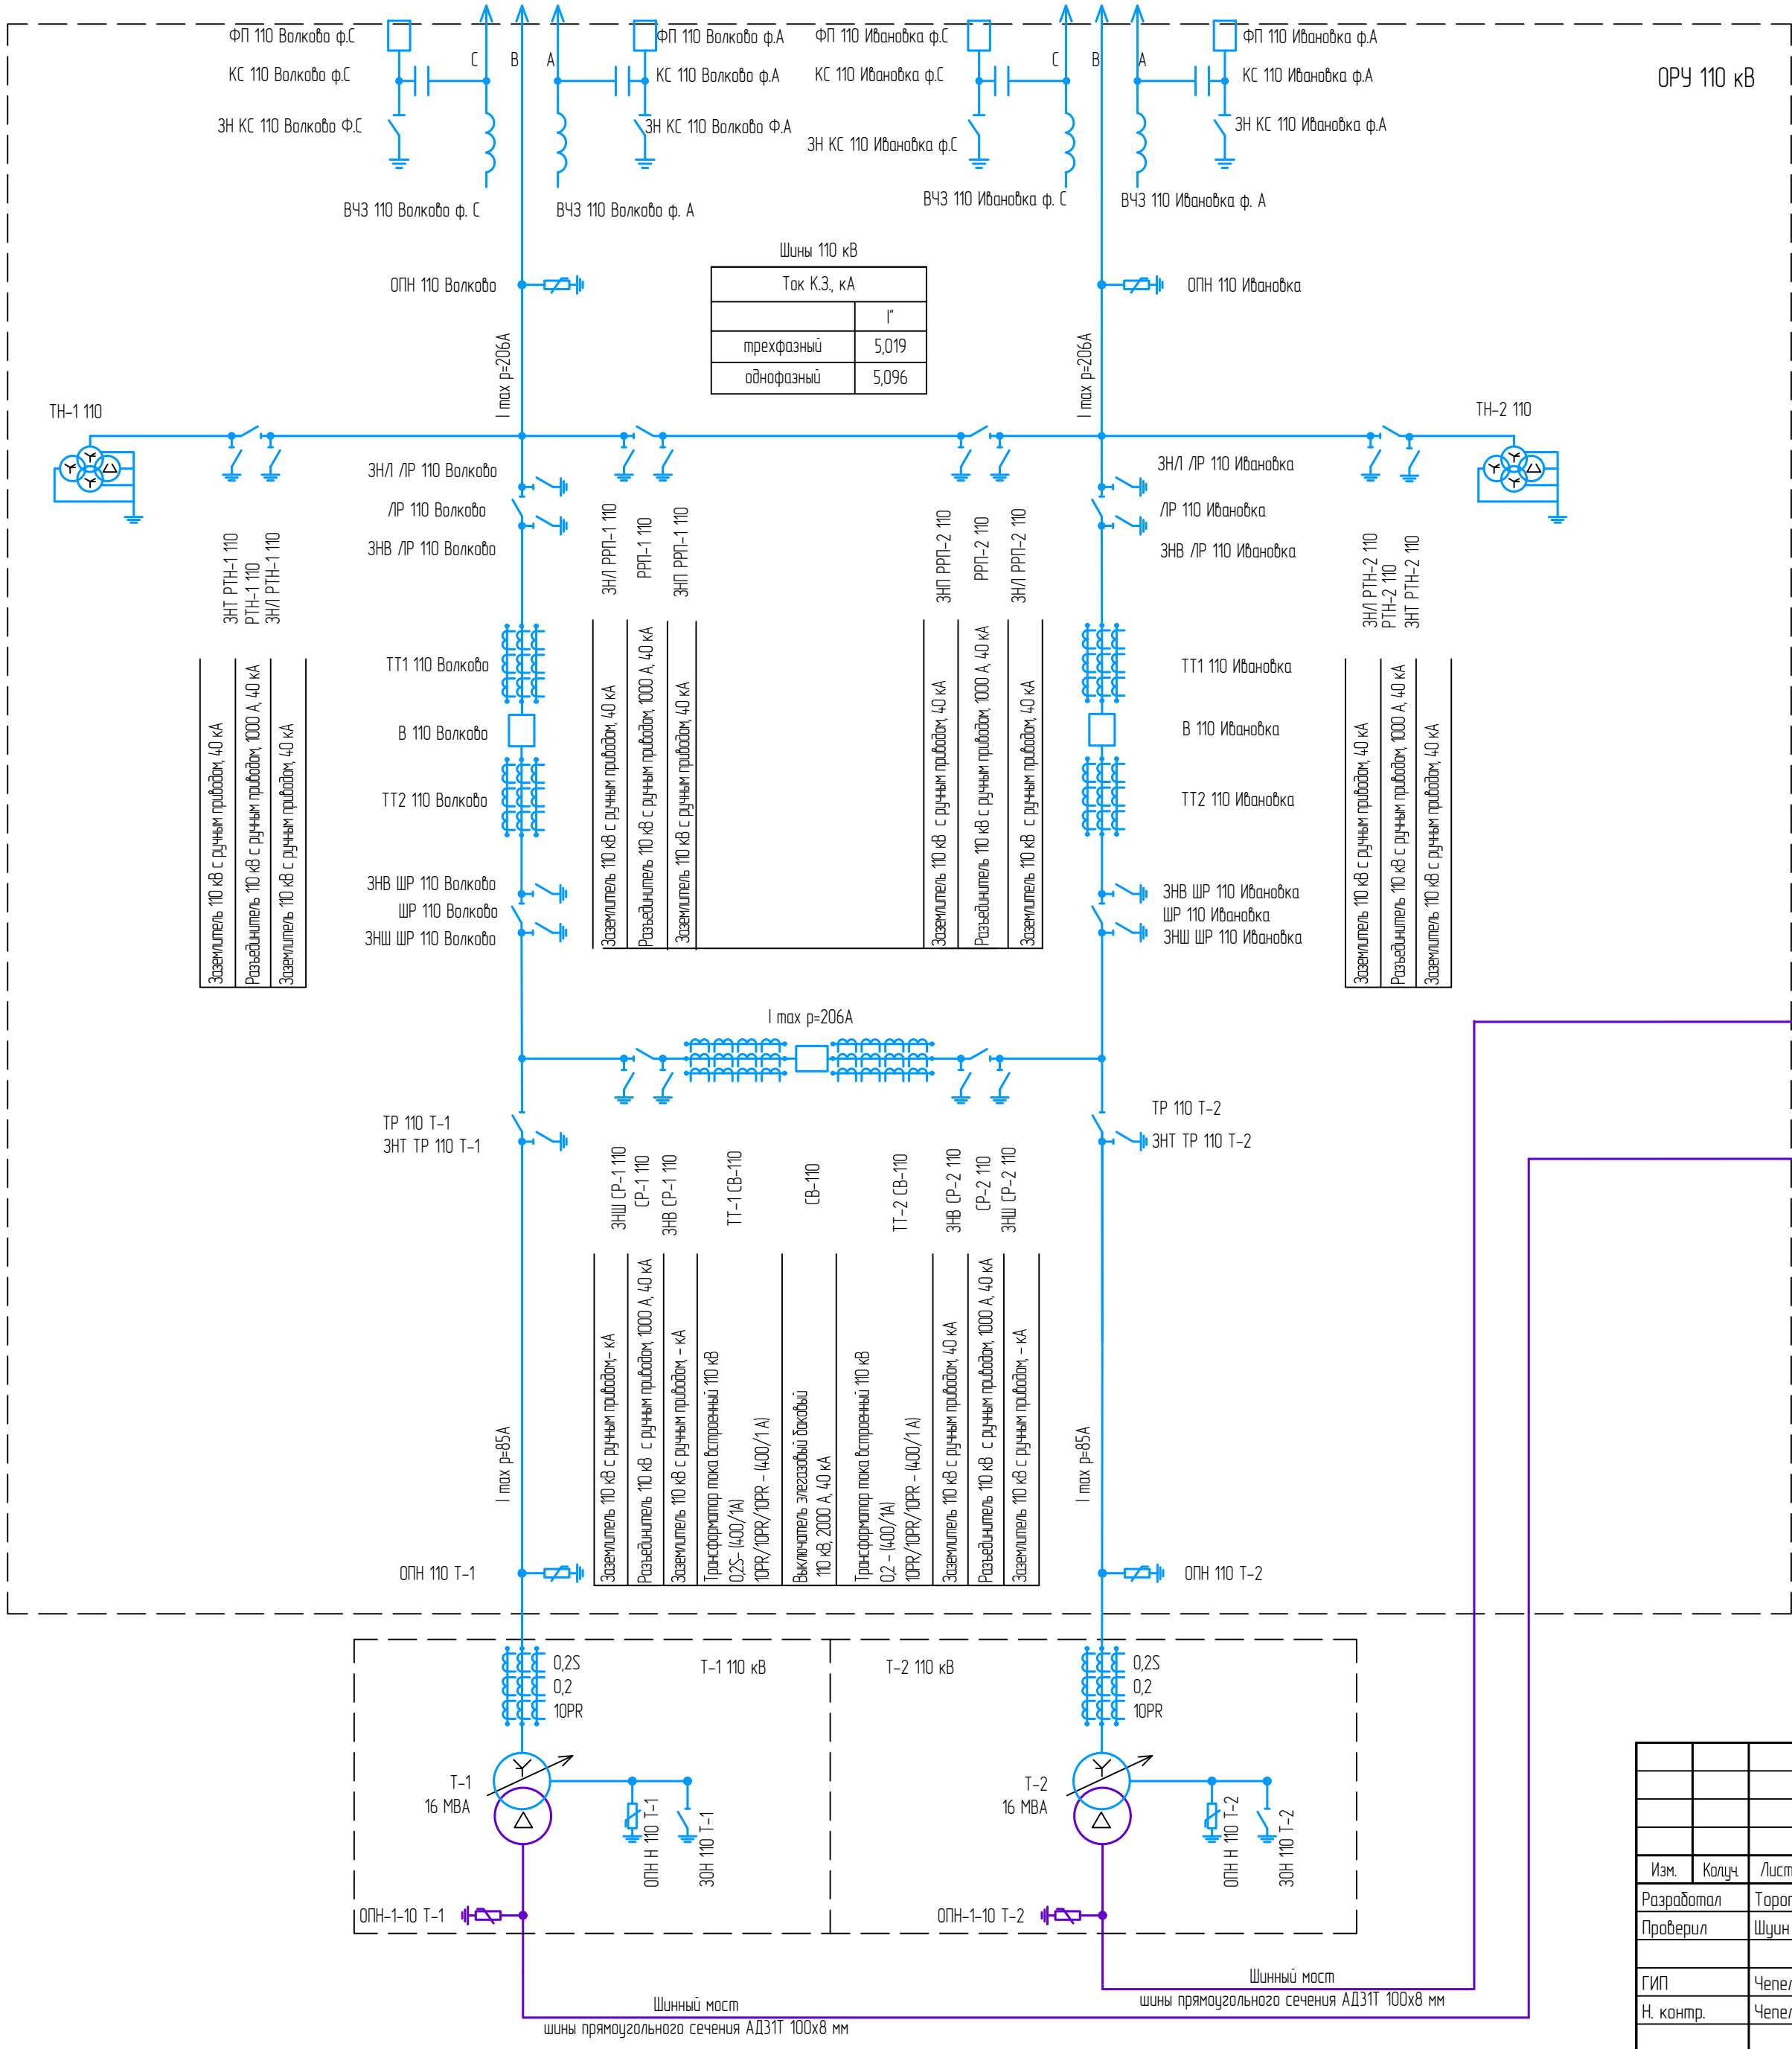 ОРУ 110 кВ
ФП 110 Волково ф.С
КС 110 Волково ф.С
ЗН КС 110 Волково Ф.С
С
В
А
ФП 110 Волково ф.А
КС 110 Волково ф.А
ЗН КС 110 Волково Ф.А
ВЧЗ 110 Волково ф. С
ВЧЗ 110 Волково ф. А
ФП 110 Ивановка ф.С
КС 110 Ивановка ф.С
ЗН КС 110 Ивановка ф.С
С
В
А
ФП 110 Ивановка ф.А
КС 110 Ивановка ф.А
ЗН КС 110 Ивановка ф.А
ВЧЗ 110 Ивановка ф. С
ВЧЗ 110 Ивановка ф. А
Шины 110 кВ
Ток К.З., кА
I"
трехфазный 5,019
однофазный 5,096
ОПН 110 Волково
ОПН 110 Ивановка
I max р=206А
I max р=206А
ТН-1 110
ТН-2 110
ЗНЛ ЛР 110 Волково
ЛР 110 Волково
ЗНВ ЛР 110 Волково
ЗНЛ ЛР 110 Ивановка
ЛР 110 Ивановка
ЗНВ ЛР 110 Ивановка
ЗНТ РТН-1 110
РТН-1 110
ЗНЛ РТН-1 110
ЗНЛ РРП-1 110
РРП-1 110
ЗНП РРП-1 110
ЗНП РРП-2 110
РРП-2 110
ЗНЛ РРП-2 110
ЗНЛ РТН-2 110
РТН-2 110
ЗНТ РТН-2 110
Заземлитель 110 кВ с ручным приводом, 40 кА
Разъединитель 110 кВ с ручным приводом, 1000 А, 40 кА
Заземлитель 110 кВ с ручным приводом, 40 кА
Заземлитель 110 кВ с ручным приводом, 40 кА
Разъединитель 110 кВ с ручным приводом, 1000 А, 40 кА
Заземлитель 110 кВ с ручным приводом, 40 кА
Заземлитель 110 кВ с ручным приводом, 40 кА
Разъединитель 110 кВ с ручным приводом, 1000 А, 40 кА
Заземлитель 110 кВ с ручным приводом, 40 кА
Заземлитель 110 кВ с ручным приводом, 40 кА
Разъединитель 110 кВ с ручным приводом, 1000 А, 40 кА
Заземлитель 110 кВ с ручным приводом, 40 кА
ТТ1 110 Волково
В 110 Волково
ТТ2 110 Волково
ТТ1 110 Ивановка
В 110 Ивановка
ТТ2 110 Ивановка
ЗНВ ШР 110 Волково
ШР 110 Волково
ЗНШ ШР 110 Волково
ЗНВ ШР 110 Ивановка
ШР 110 Ивановка
ЗНШ ШР 110 Ивановка
I max р=206А
ТР 110 Т-1
ЗНТ ТР 110 Т-1
ТР 110 Т-2
ЗНТ ТР 110 Т-2
ЗНШ СР-1 110
СР-1 110
ЗНВ СР-1 110
ТТ-1 СВ-110
СВ-110
ТТ-2 СВ-110
ЗНВ СР-2 110
СР-2 110
ЗНШ СР-2 110
Заземлитель 110 кВ с ручным приводом,- кА
Разъединитель 110 кВ с ручным приводом, 1000 А, 40 кА
Заземлитель 110 кВ с ручным приводом, - кА
Трансформатор тока встроенный 110 кВ
0,2S- (400/1А)
10PR/10PR/10PR - (400/1 А)
Выключатель элегазовый баковый
110 кВ, 2000 А, 40 кА
Трансформатор тока встроенный 110 кВ
0,2 - (400/1А)
10PR/10PR/10PR - (400/1 А)
Заземлитель 110 кВ с ручным приводом, 40 кА
Разъединитель 110 кВ с ручным приводом, 1000 А, 40 кА
Заземлитель 110 кВ с ручным приводом, - кА
I max р=85А
I max р=85А
ОПН 110 Т-1
ОПН 110 Т-2
0,2S
0,2
10PR
Т-1 110 кВ
Т-2 110 кВ
0,2S
0,2
10PR
Т-1
16 МВА
ОПН Н 110 Т-1
ЗОН 110 Т-1
Т-2
16 МВА
ОПН Н 110 Т-2
ЗОН 110 Т-2
ОПН-1-10 Т-1
ОПН-1-10 Т-2
Шинный мост
шины прямоугольного сечения АД31Т 100х8 мм
Шинный мост
шины прямоугольного сечения АД31Т 100х8 мм
Изм. Колуч. Лист
Разработал
Проверил Шуин
ГИП
Н. контр.